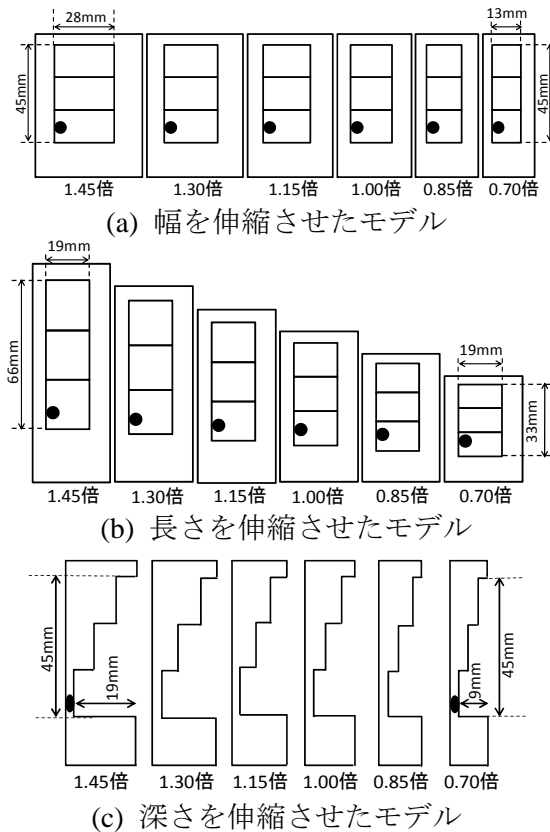 28mm 13mm
45mm 45mm
1.45倍 1.30倍 1.15倍 1.00倍 0.85倍 0.70倍
(a) 幅を伸縮させたモデル
19mm
66mm 19mm 33mm
1.45倍 1.30倍 1.15倍 1.00倍 0.85倍 0.70倍
(b) 長さを伸縮させたモデル
45mm 19mm 9mm 45mm
1.45倍 1.30倍 1.15倍 1.00倍 0.85倍 0.70倍
(c) 深さを伸縮させたモデル